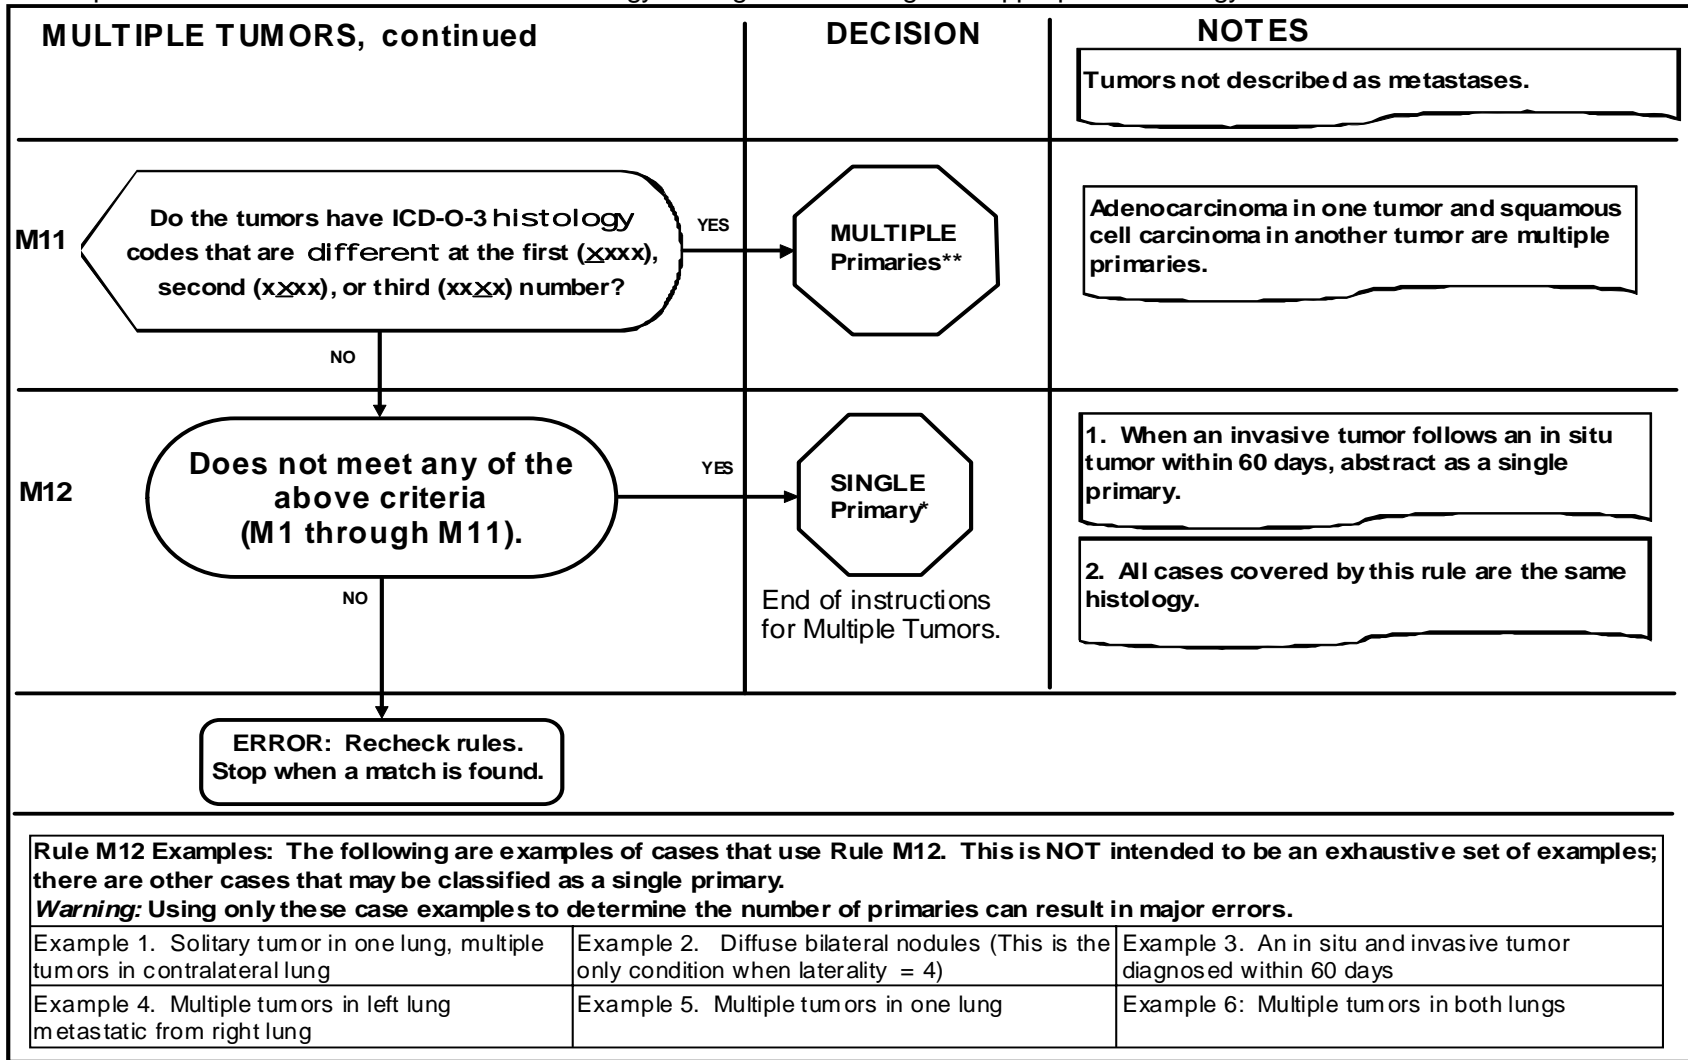 MULTIPLE TUMORS, continued
DECISION
NOTES
Tumors not described as metastases.
M11
Do the tumors have ICD-O-3 histology
codes that are different at the first (xxxx),
second (xxxx), or third (xxxx) number?
YES
MULTIPLE
Primaries**
Adenocarcinoma in one tumor and squamous
cell carcinoma in another tumor are multiple
primaries.
NO
M12
Does not meet any of the
above criteria
(M1 through M11).
YES
SINGLE
Primary*
End of instructions
for Multiple Tumors.
1. When an invasive tumor follows an in situ
tumor within 60 days, abstract as a single
primary.
2. All cases covered by this rule are the same
histology.
NO
ERROR: Recheck rules.
Stop when a match is found.
Rule M12 Examples: The following are examples of cases that use Rule M12. This is NOT intended to be an exhaustive set of examples;
there are other cases that may be classified as a single primary.
Warning: Using only these case examples to determine the number of primaries can result in major errors.
Example 1. Solitary tumor in one lung, multiple
tumors in contralateral lung
Example 2. Diffuse bilateral nodules (This is the
only condition when laterality = 4)
Example 3. An in situ and invasive tumor
diagnosed within 60 days
Example 4. Multiple tumors in left lung
metastatic from right lung
Example 5. Multiple tumors in one lung
Example 6: Multiple tumors in both lungs